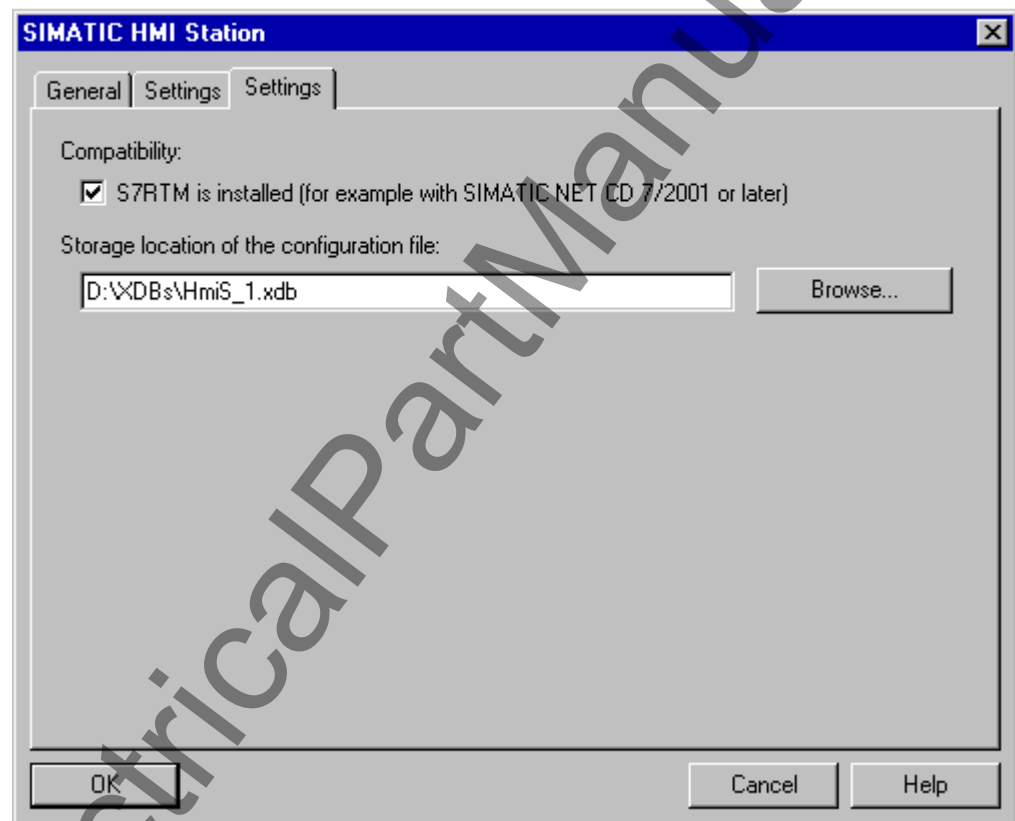 SIMATIC HMI Station
General Settings Settings
Compatibility:
S7RTM is installed (for example with SIMATIC NET CD 7/2001 or later)
Storage location of the configuration file:
D:\XDBs\HmiS_1.xdb
Browse...
OK Cancel Help
ctricalPartManua